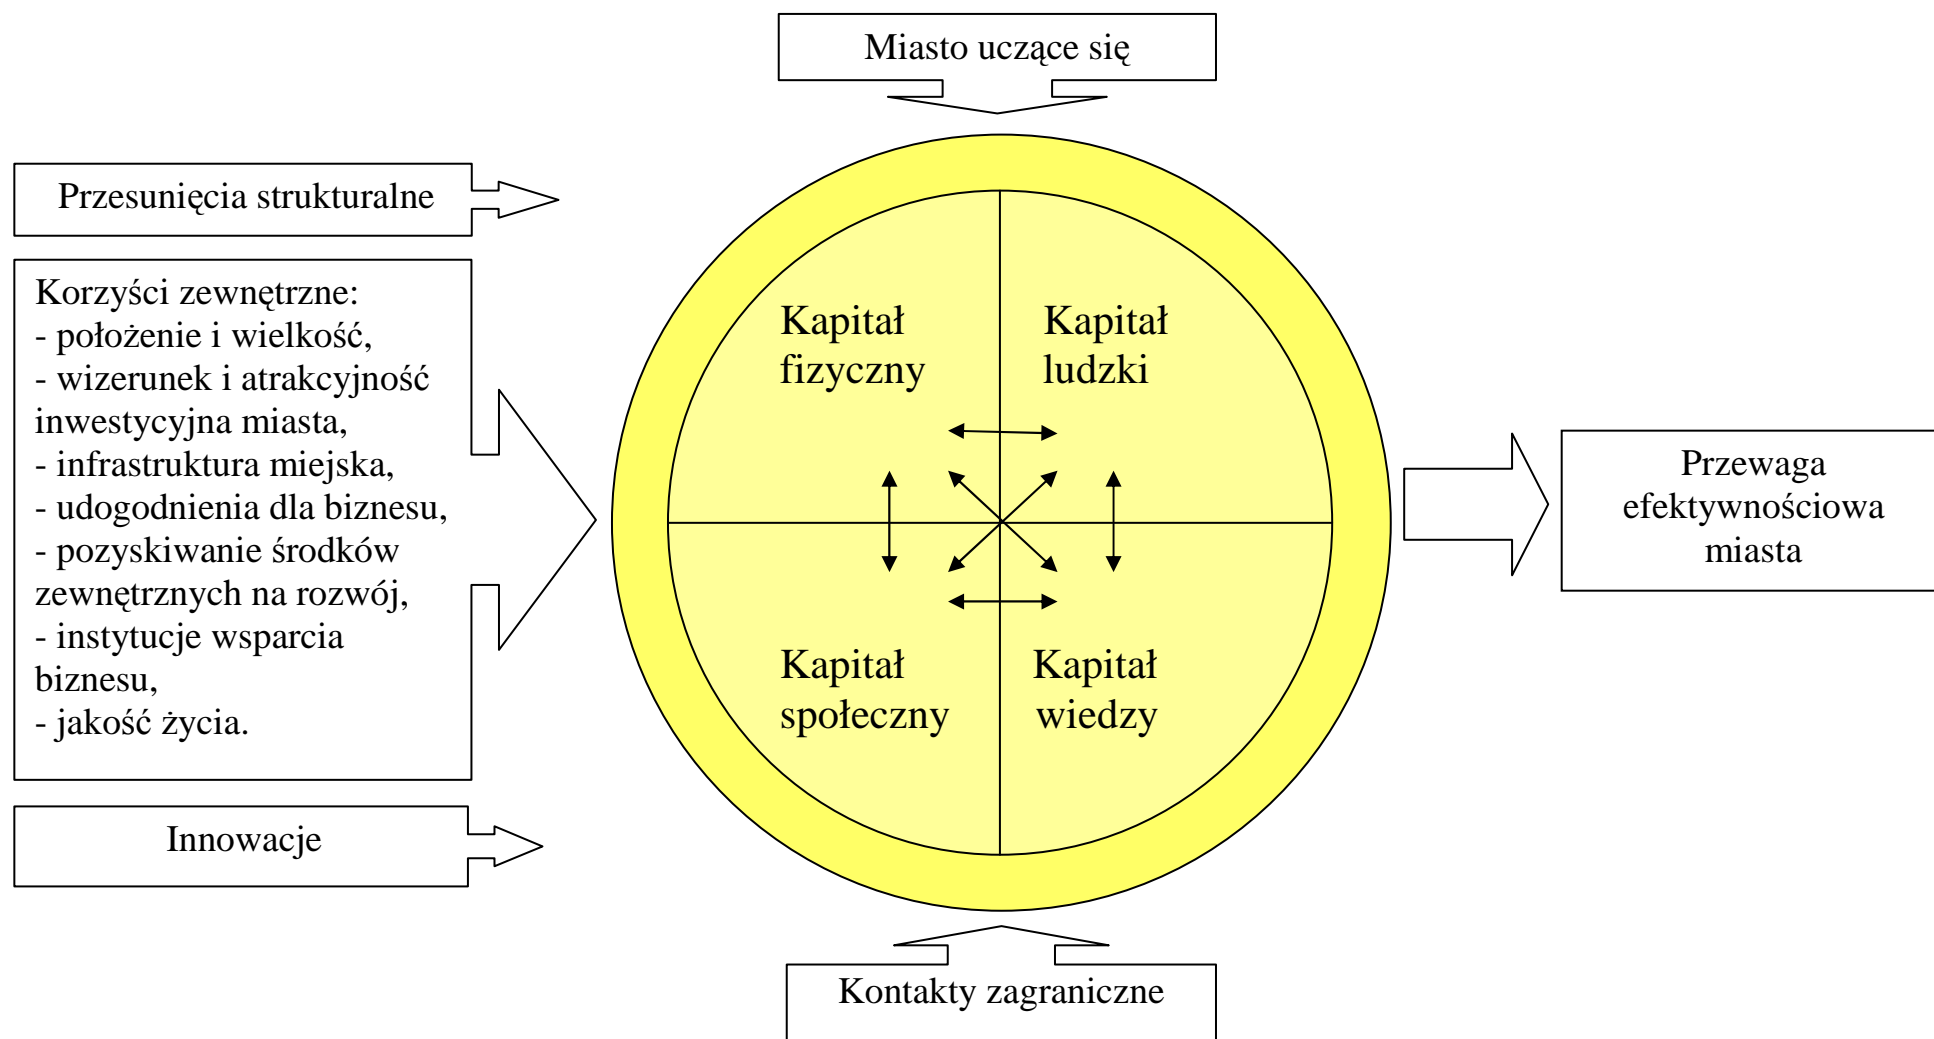 Miasto uczące się
Przesunięcia strukturalne
Korzyści zewnętrzne:
- położenie i wielkość,
- wizerunek i atrakcyjność
inwestycyjna miasta,
- infrastruktura miejska,
- udogodnienia dla biznesu,
- pozyskiwanie środków
zewnętrznych na rozwój,
- instytucje wsparcia
biznesu,
- jakość życia.
Innowacje
Kapitał
fizyczny
Kapitał
ludzki
Kapitał
społeczny
Kapitał
wiedzy
Przewaga
efektywnościowa
miasta
Kontakty zagraniczne